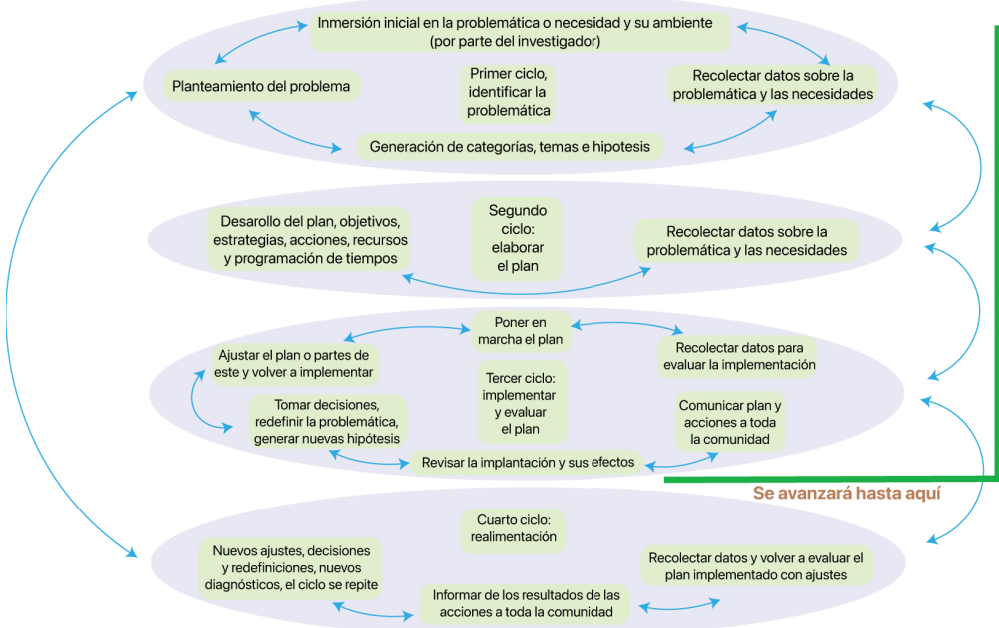 Inmersión inicial en la problemática o necesidad y su ambiente
(por parte del investigador)
Planteamiento del problema
Primer ciclo,
identificar la
problemática
Recolectar datos sobre la
problemática y las necesidades
Generación de categorías, temas e hipotesis
Desarollo del plan, objetivos,
estrategias, acciones, recursos
y programación de tiempos
Segundo
ciclo:
elaborar
el plan
Recolectar datos sobre la
problemática y las necesidades
Poner en
marcha el plan
Ajustar el plan o partes de
este y volver a implementar
Recolectar datos para
evaluar la implementación
Tercer ciclo:
implementar
y evaluar
el plan
Tomar decisiones,
redefinir la problemática,
generar nuevas hipótesis
Comunicar plan y
acciones a toda
la comunidad
Revisar la implantación y sus efectos
Se avanzará hasta aquí
Cuarto ciclo:
realimentación
Nuevos ajustes, decisiones
y redefiniciones, nuevos
diagnósticos, el ciclo se repite
Recolectar datos y volver a evaluar el
plan implementado con ajustes
Informar de los resultados de las
acciones a toda la comunidad